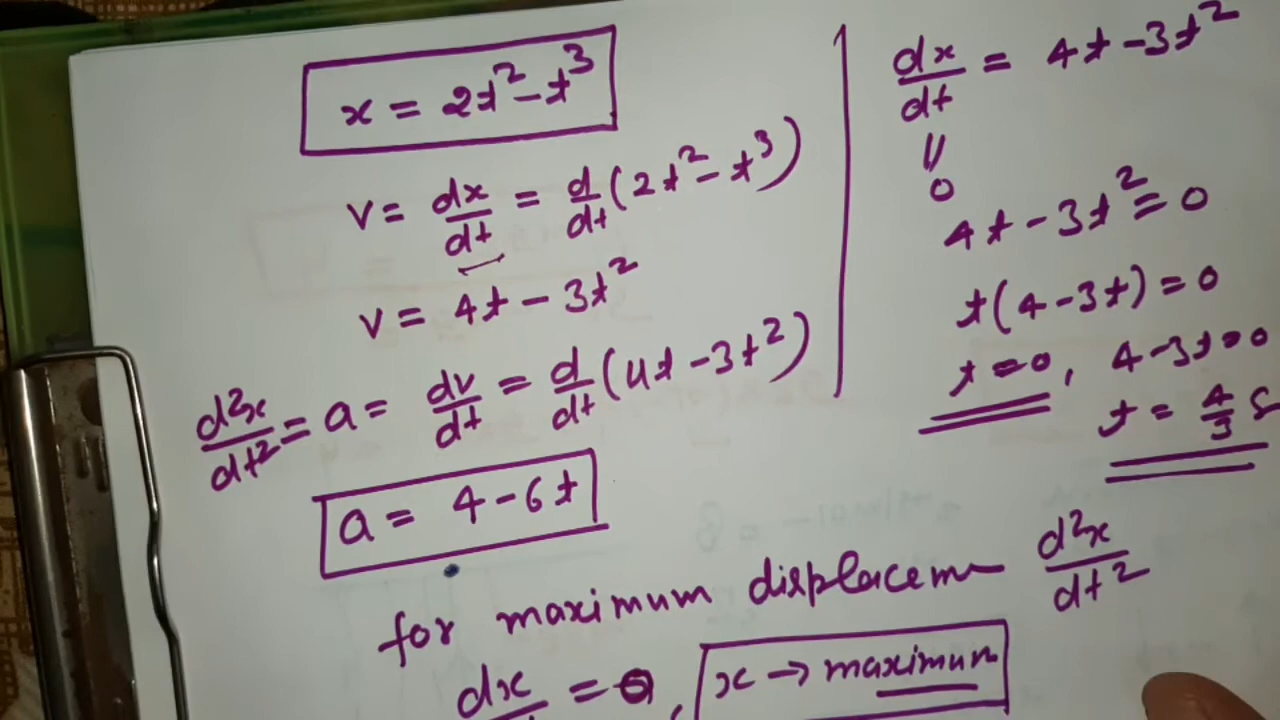 x = 2t² - t³
v = dx/dt = d/dt (2t² - t³)
v = 4t - 3t²
d²x/dt² = a = dv/dt = d/dt (4t - 3t²)
a = 4 - 6t
for maximum displacem d²x/dt²
dx = 0, x → maximum
dx/dt = 4t - 3t²
||
0
4t - 3t² = 0
t(4 - 3t) = 0
t = 0, 4 - 3t = 0
t = 4/3 S